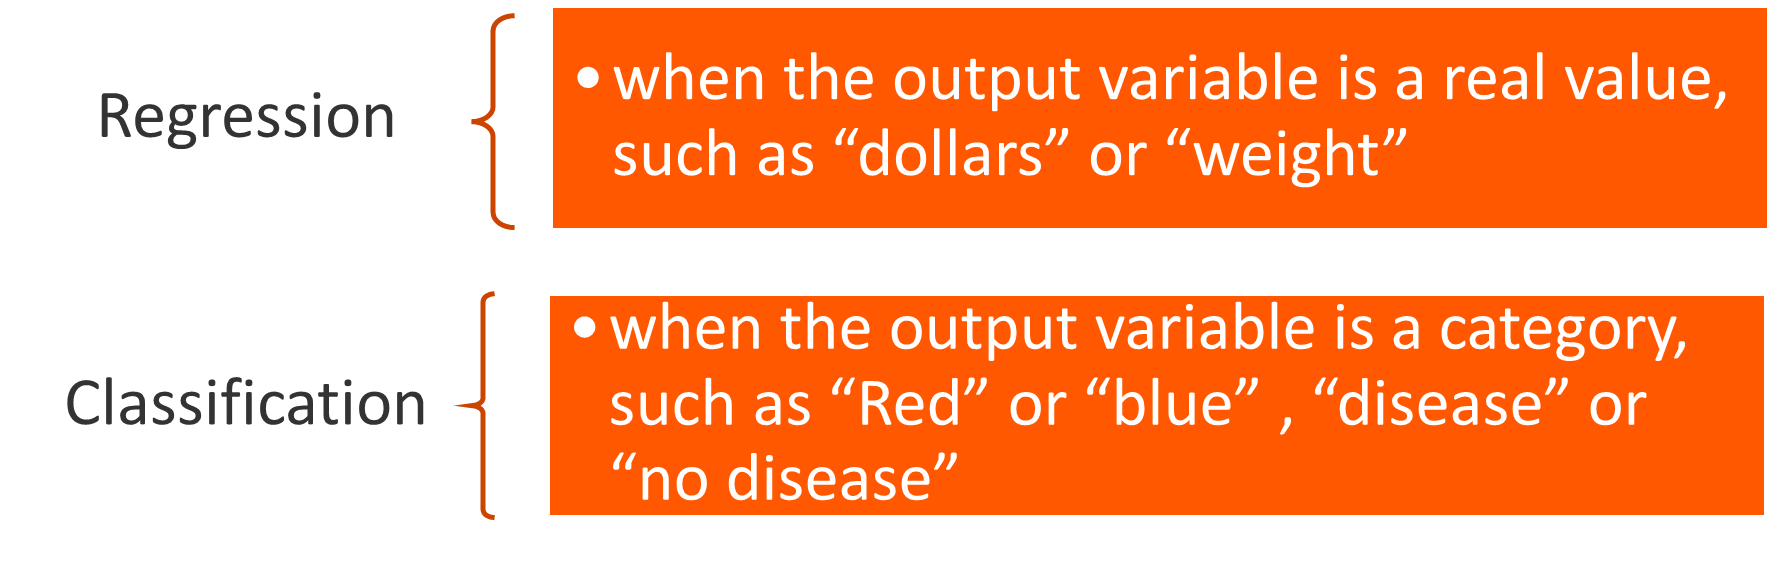 Regression
• when the output variable is a real value,
such as “dollars” or “weight”
Classification
• when the output variable is a category,
such as “Red” or “blue” , “disease” or
“no disease”